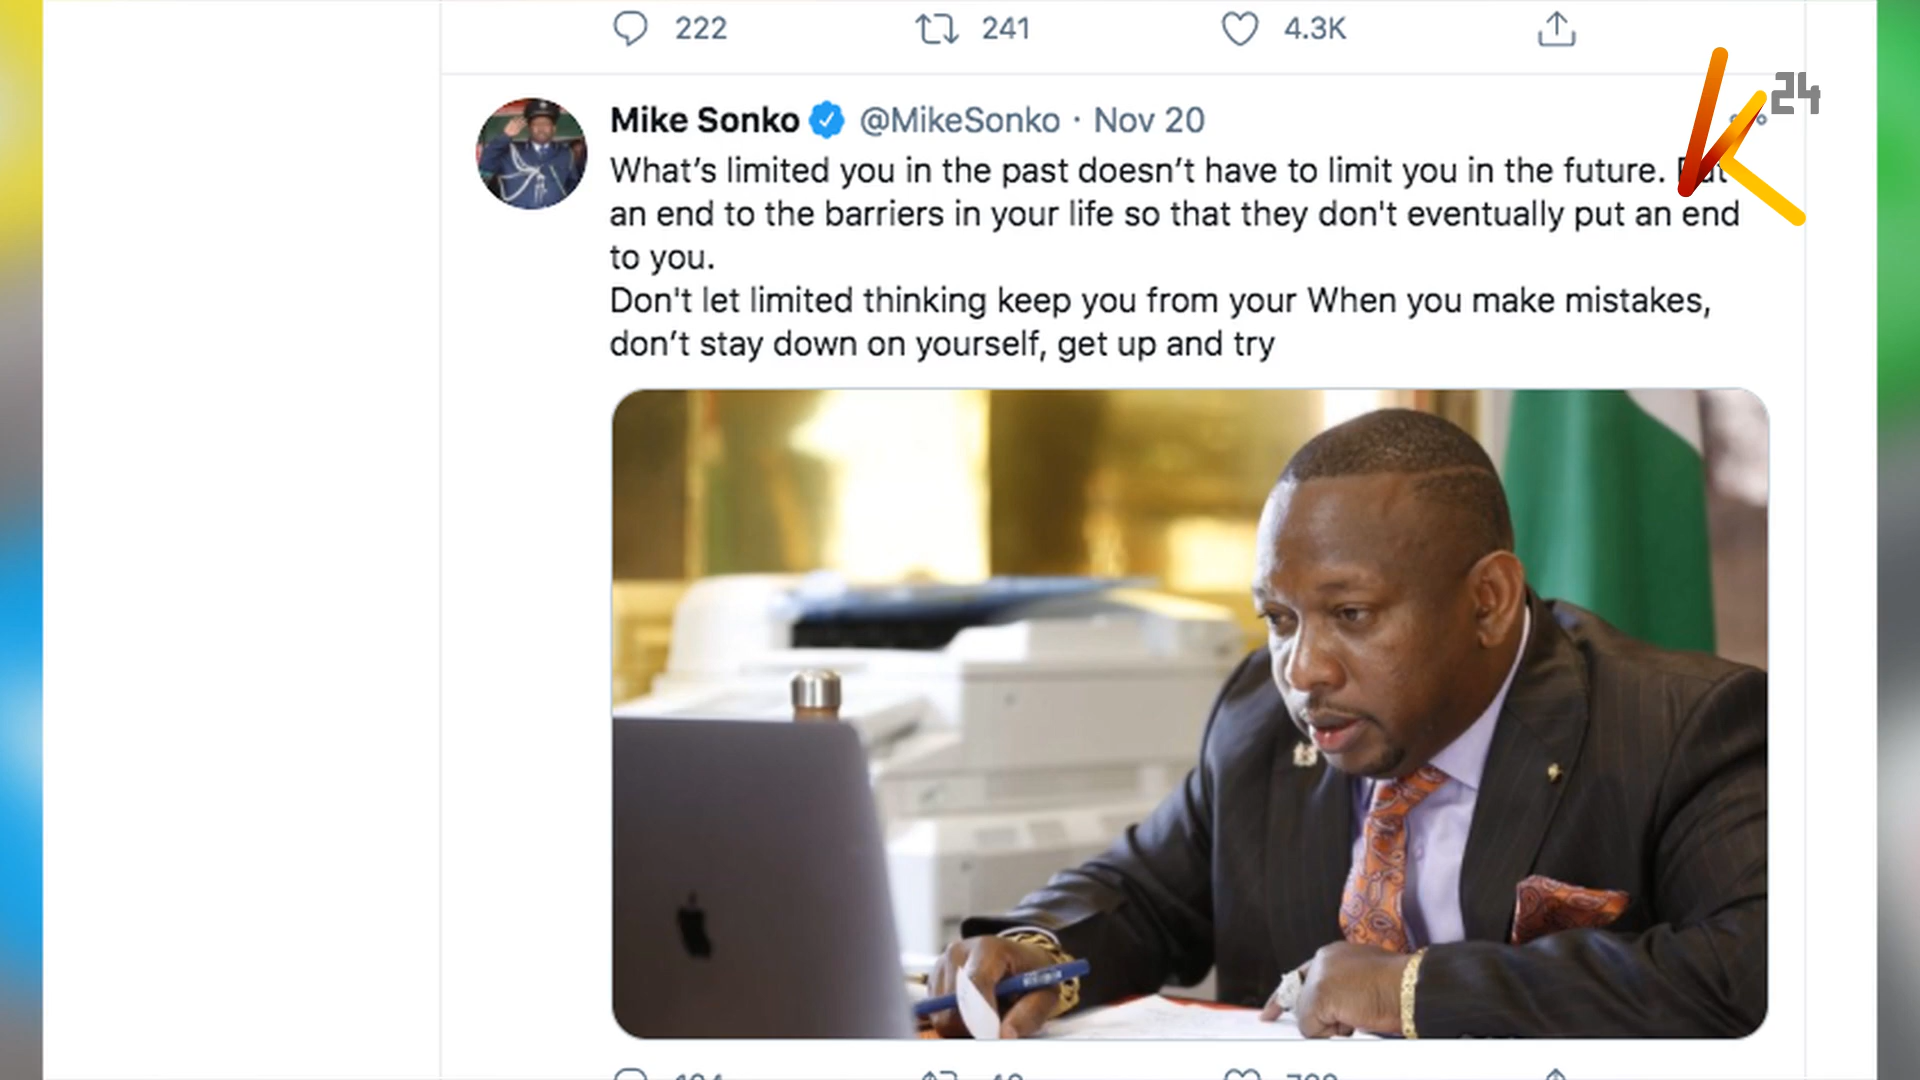 222 241 4.3K
24
Mike Sonko @MikeSonko · Nov 20
What’s limited you in the past doesn’t have to limit you in the future.
an end to the barriers in your life so that they don't eventually put an end
to you.
Don't let limited thinking keep you from your When you make mistakes,
don’t stay down on yourself, get up and try